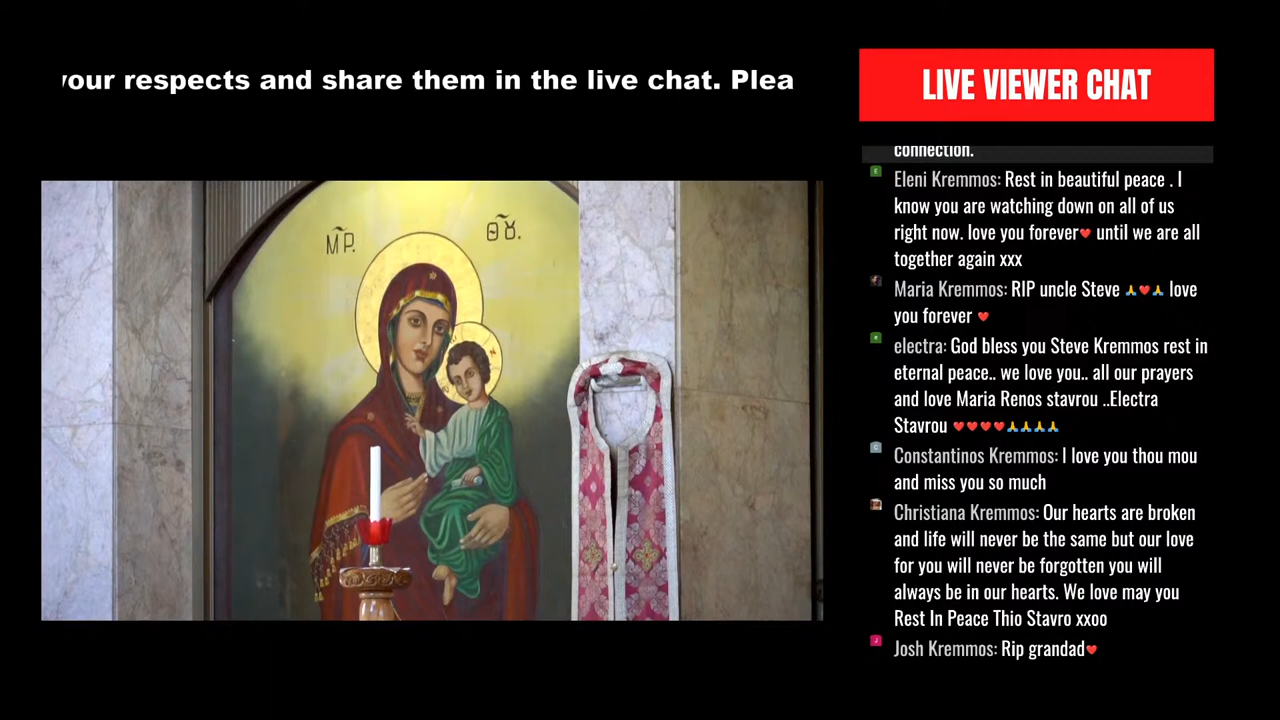 your respects and share them in the live chat. Plea
LIVE VIEWER CHAT
connection.
Eleni Kremmos: Rest in beautiful peace . I
know you are watching down on all of us
right now. love you forever❤ until we are all
together again xxx
Maria Kremmos: RIP uncle Steve 🙏❤🙏 love
you forever ❤
electra: God bless you Steve Kremmos rest in
eternal peace.. we love you.. all our prayers
and love Maria Renos stavrou ..Electra
Stavrou ❤❤❤❤🙏🙏🙏🙏
Constantinos Kremmos: I love you thou mou
and miss you so much
Christiana Kremmos: Our hearts are broken
and life will never be the same but our love
for you will never be forgotten you will
always be in our hearts. We love may you
Rest In Peace Thio Stavro xxoo
Josh Kremmos: Rip grandad❤
ΜΡ. ΘΥ.